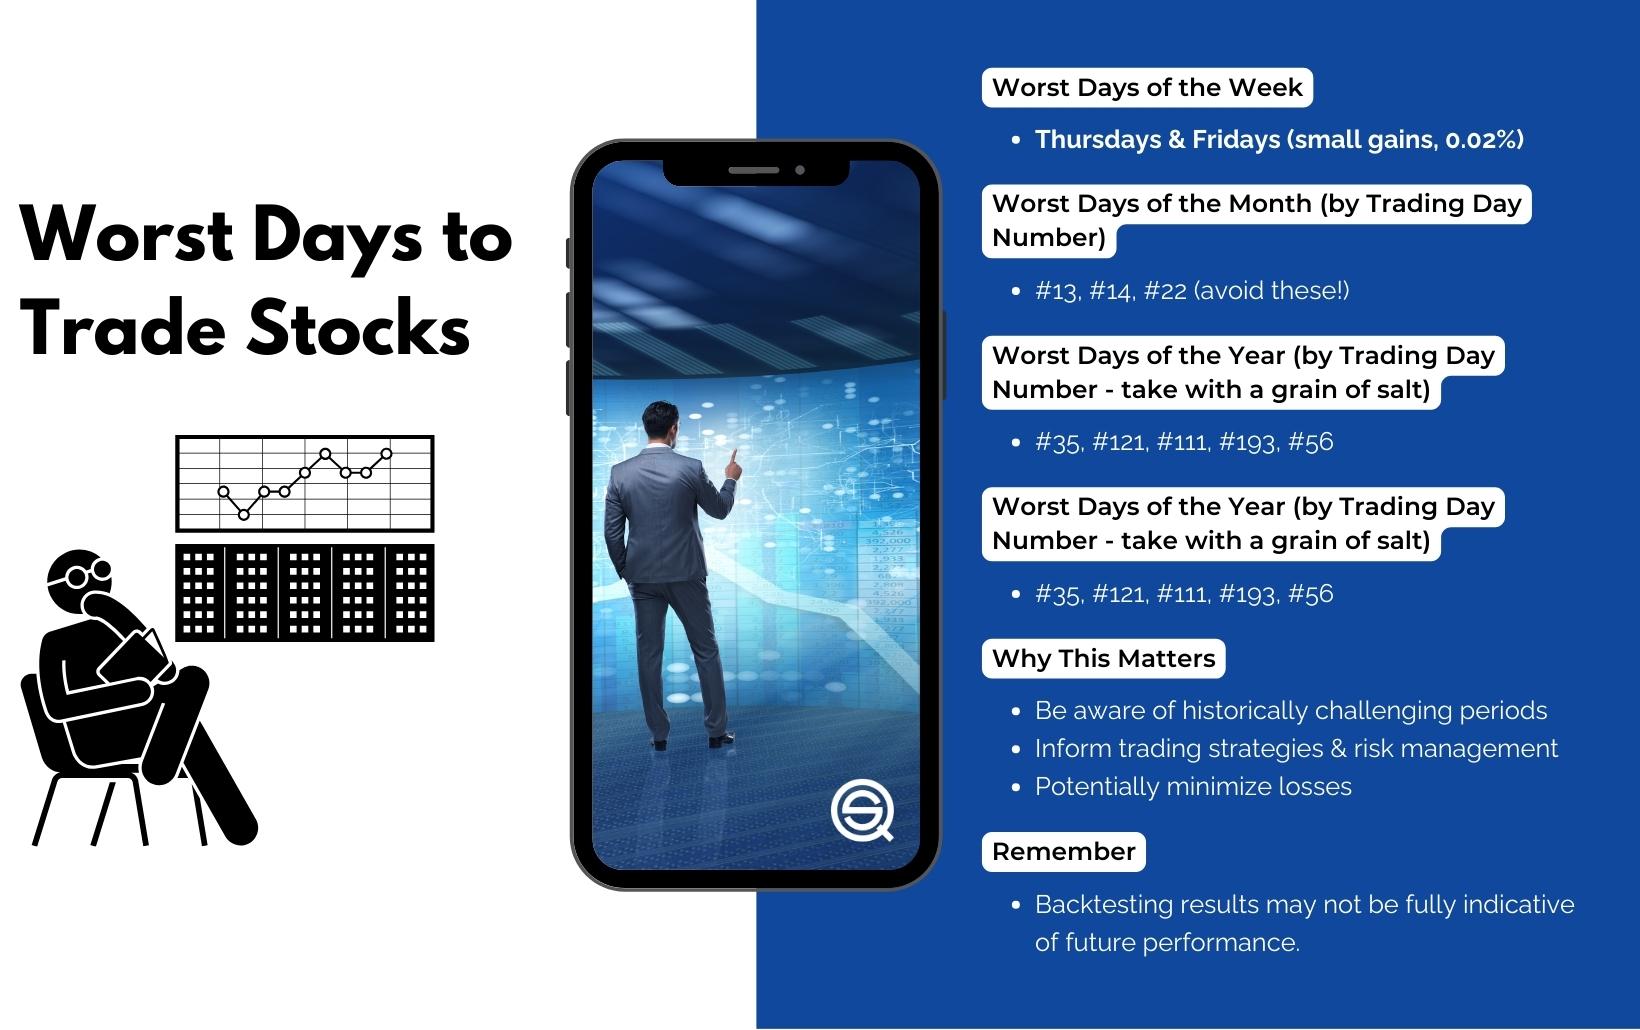 Worst Days to
Trade Stocks
Worst Days of the Week
• Thursdays & Fridays (small gains, 0.02%)
Worst Days of the Month (by Trading Day
Number)
• #13, #14, #22 (avoid these!)
Worst Days of the Year (by Trading Day
Number - take with a grain of salt)
• #35, #121, #111, #193, #56
Worst Days of the Year (by Trading Day
Number - take with a grain of salt)
• #35, #121, #111, #193, #56
Why This Matters
• Be aware of historically challenging periods
• Inform trading strategies & risk management
• Potentially minimize losses
Remember
• Backtesting results may not be fully indicative
of future performance.